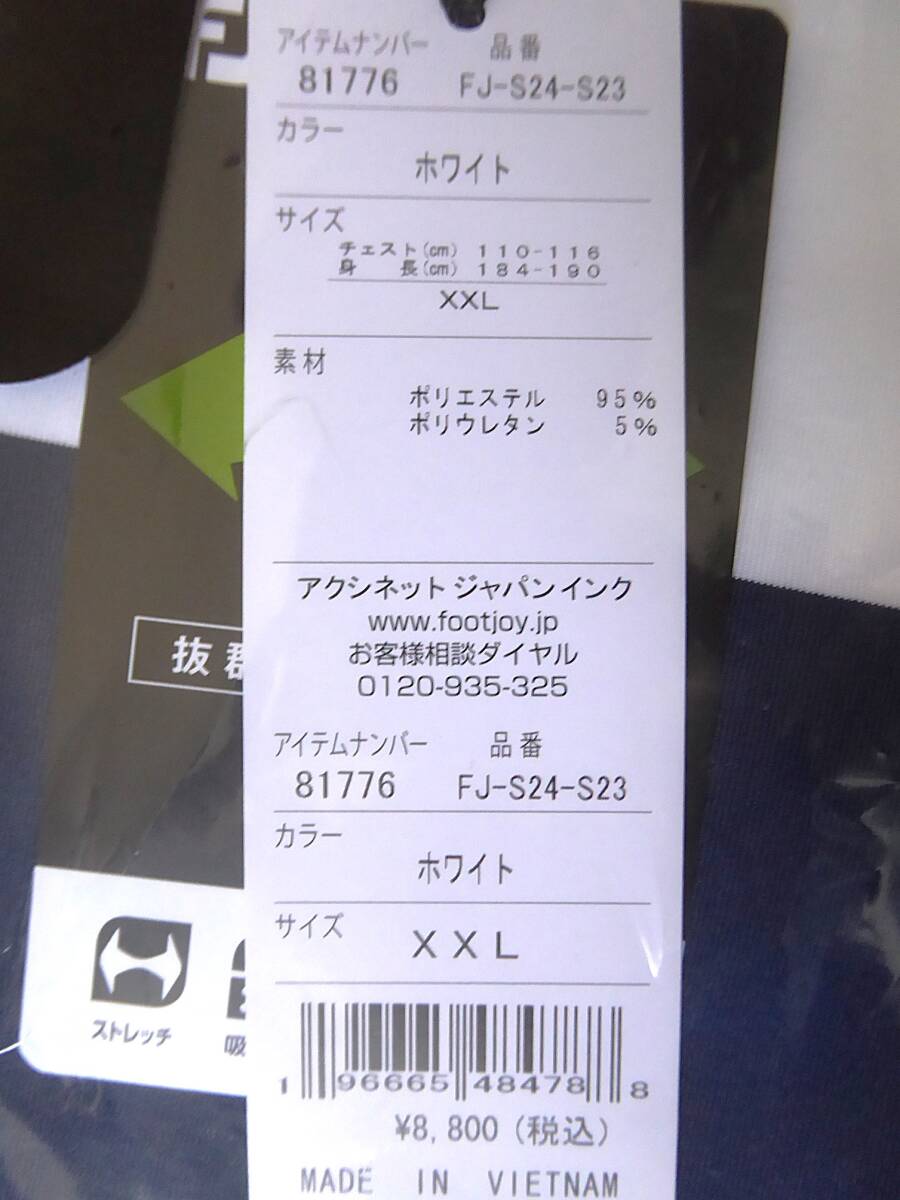 FJ
アイテムナンバー 品番
81776 FJ-S24-S23
カラー
ホワイト
サイズ
チェスト(cm) 110-116
身 長(cm) 184-190
XXL
素材
ポリエステル 95%
ポリウレタン 5%
アクシネット ジャパン インク
www.footjoy.jp
お客様相談ダイヤル
0120-935-325
抜群
アイテムナンバー 品番
81776 FJ-S24-S23
カラー
ホワイト
サイズ
XXL
ストレッチ
吸
1 96665 48478 8
¥8,800(税込)
MADE IN VIETNAM